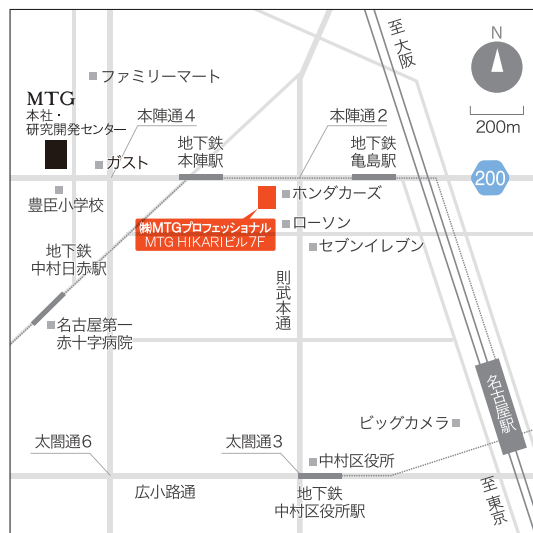 至大阪
N
200m
ファミリーマート
MTG
本社・
研究開発センター
本陣通4
本陣通2
ガスト
地下鉄
本陣駅
地下鉄
亀島駅
200
豊臣小学校
ホンダカーズ
㈱MTGプロフェッショナル
MTG HIKARIビル7F
ローソン
セブンイレブン
地下鉄
中村日赤駅
則武本通
名古屋第一
赤十字病院
名古屋駅
ビッグカメラ
太閤通6
太閤通3
中村区役所
広小路通
地下鉄
中村区役所駅
至東京